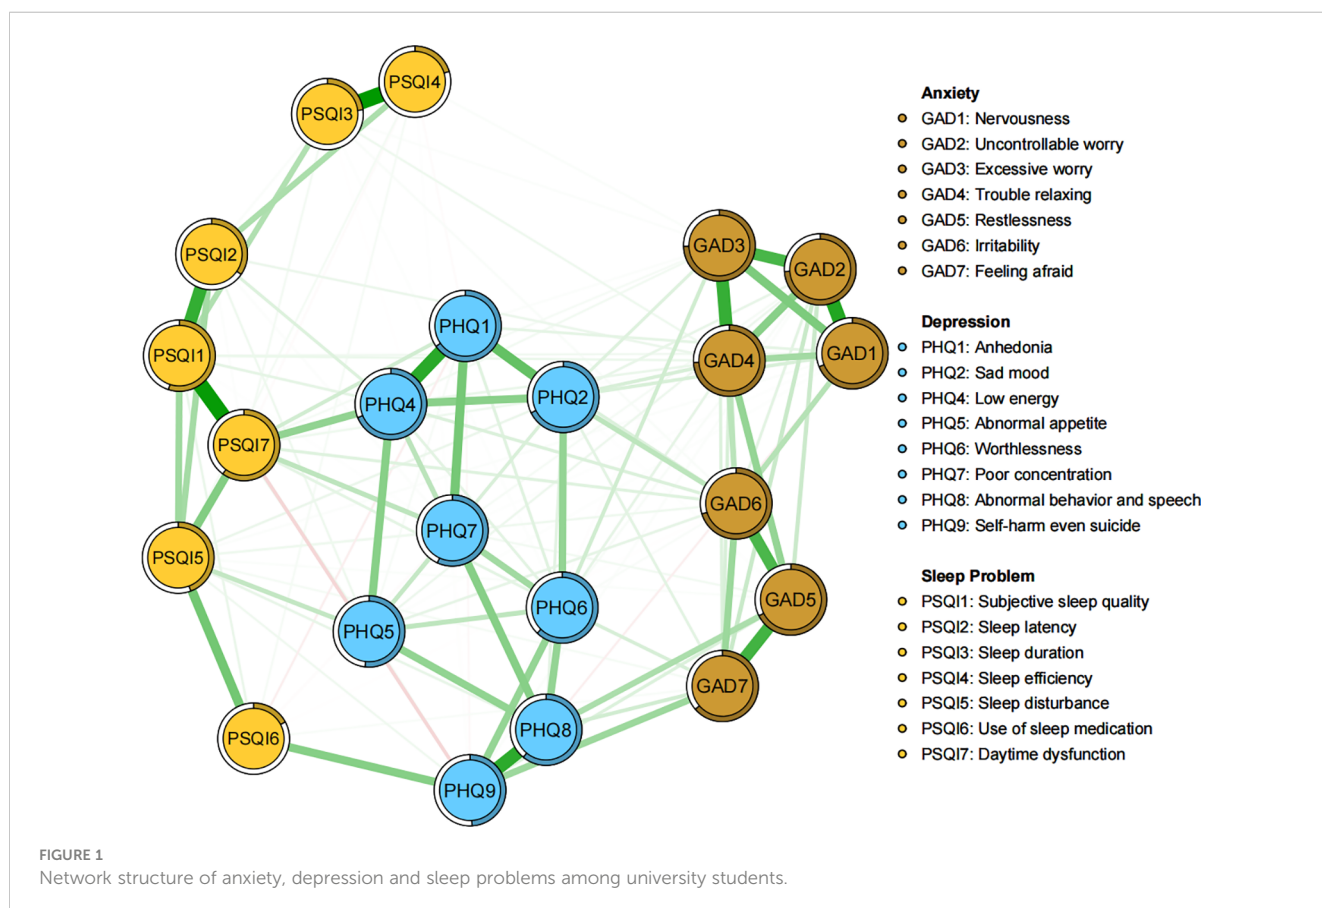 PSQI4
PSQI3
PSQI2
PSQI1
PSQI7
PSQI5
PSQI6
PHQ1
PHQ4
PHQ2
PHQ7
PHQ6
PHQ5
PHQ8
PHQ9
GAD3
GAD2
GAD4
GAD1
GAD6
GAD5
GAD7
Anxiety
GAD1: Nervousness
GAD2: Uncontrollable worry
GAD3: Excessive worry
GAD4: Trouble relaxing
GAD5: Restlessness
GAD6: Irritability
GAD7: Feeling afraid
Depression
PHQ1: Anhedonia
PHQ2: Sad mood
PHQ4: Low energy
PHQ5: Abnormal appetite
PHQ6: Worthlessness
PHQ7: Poor concentration
PHQ8: Abnormal behavior and speech
PHQ9: Self-harm even suicide
Sleep Problem
PSQI1: Subjective sleep quality
PSQI2: Sleep latency
PSQI3: Sleep duration
PSQI4: Sleep efficiency
PSQI5: Sleep disturbance
PSQI6: Use of sleep medication
PSQI7: Daytime dysfunction
FIGURE 1
Network structure of anxiety, depression and sleep problems among university students.